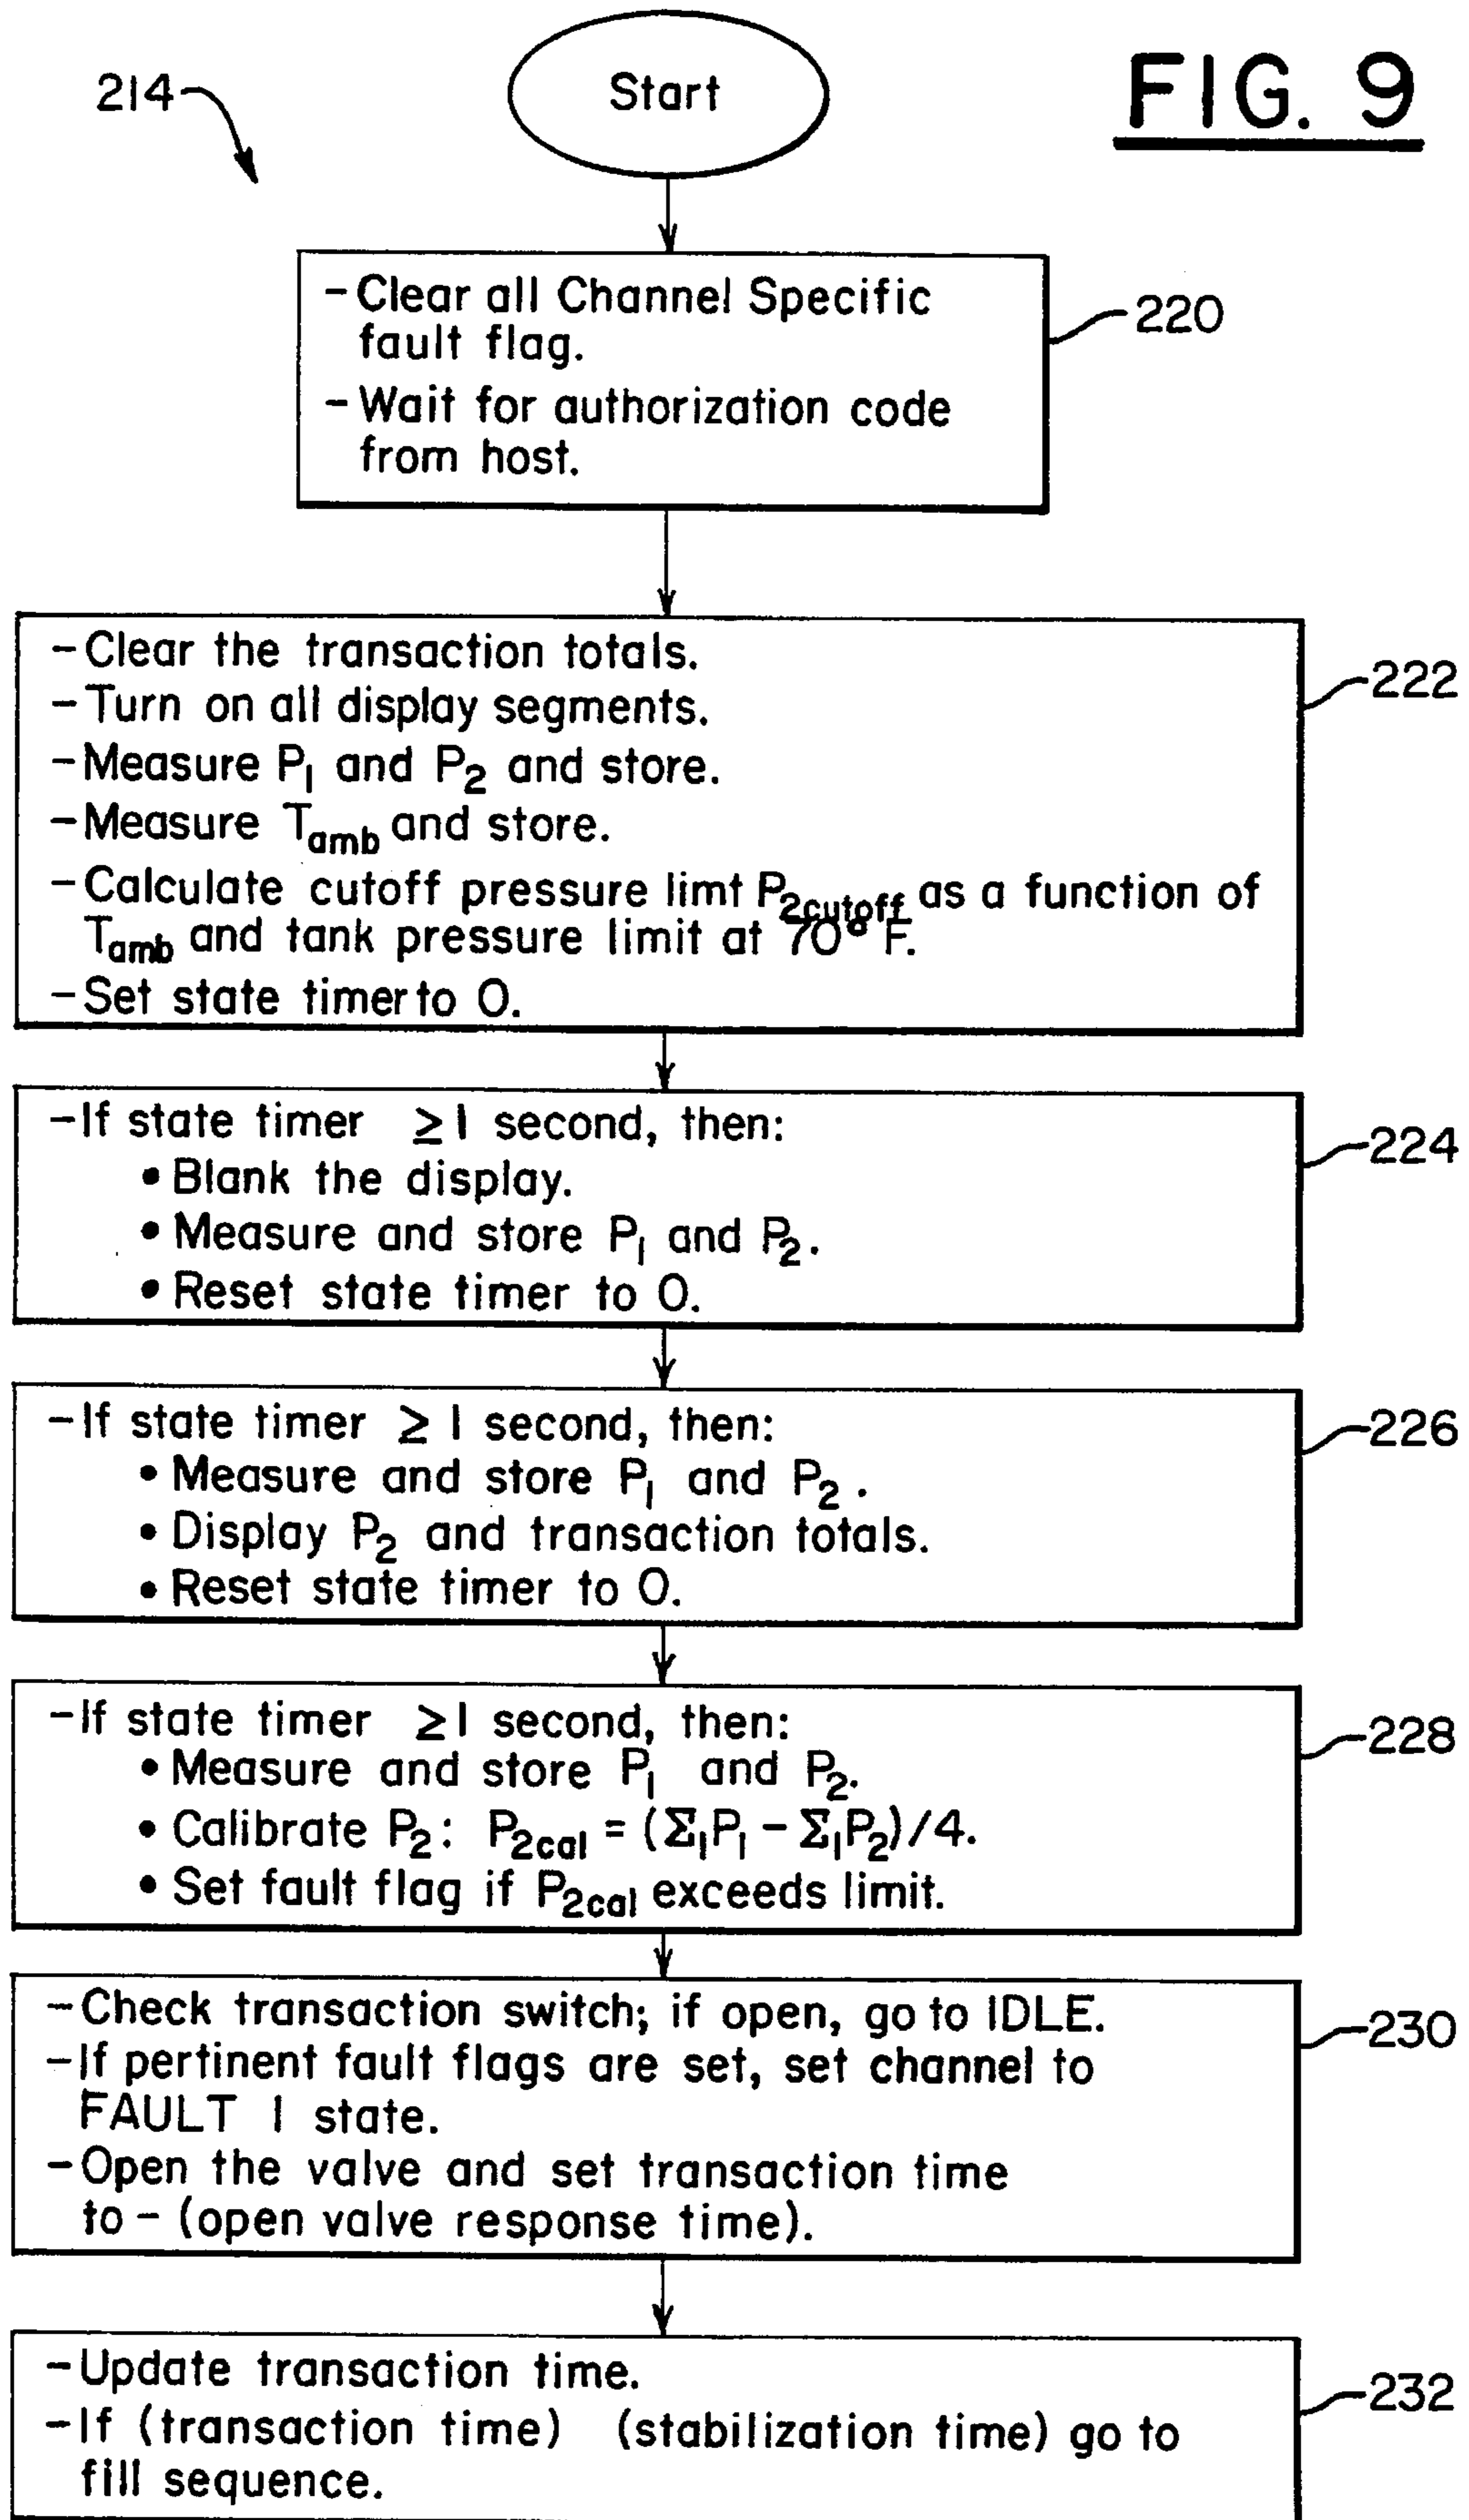 214
Start
FIG. 9
- Clear all Channel Specific
fault flag.
- Wait for authorization code
from host.
220
- Clear the transaction totals.
- Turn on all display segments.
- Measure P₁ and P₂ and store.
- Measure Tamb and store.
- Calculate cutoff pressure limt P2cutoff as a function of
Tamb and tank pressure limit at 70° F.
- Set state timer to 0.
222
- If state timer ≥ 1 second, then:
• Blank the display.
• Measure and store P₁ and P₂.
• Reset state timer to 0.
224
- If state timer ≥ 1 second, then:
• Measure and store P₁ and P₂.
• Display P₂ and transaction totals.
• Reset state timer to 0.
226
- If state timer ≥ 1 second, then:
• Measure and store P₁ and P₂.
• Calibrate P₂: P2cal = (Σ₁P₁ - Σ₁P₂)/4.
• Set fault flag if P2cal exceeds limit.
228
- Check transaction switch; if open, go to IDLE.
- If pertinent fault flags are set, set channel to
FAULT 1 state.
- Open the valve and set transaction time
to - (open valve response time).
230
- Update transaction time.
- If (transaction time) (stabilization time) go to
fill sequence.
232